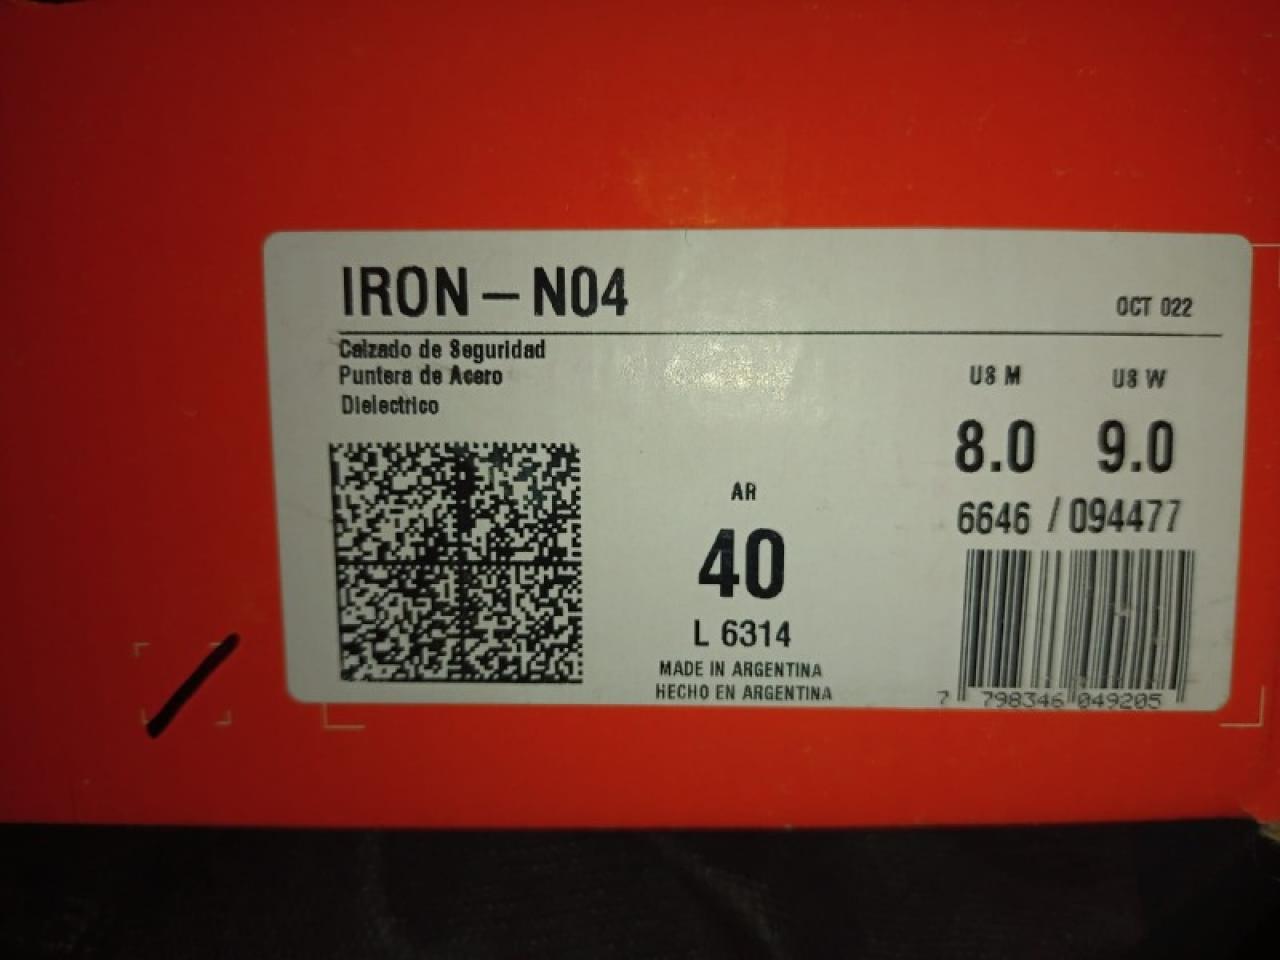 IRON – N04
OCT 022
Calzado de Seguridad
Puntera de Acero
Dielectrico
US M US W
8.0 9.0
6646 / 094477
AR
40
L 6314
MADE IN ARGENTINA
HECHO EN ARGENTINA
7 798346 049205